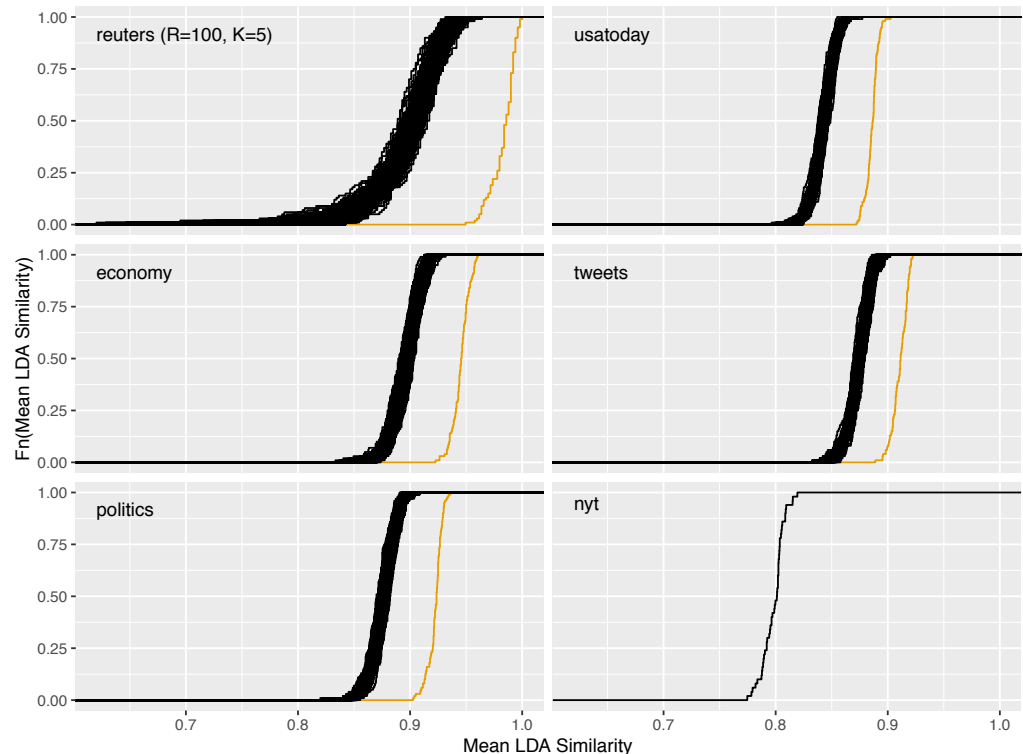 Fn(Mean LDA Similarity)
1.00
0.75
0.50
0.25
0.00
reuters (R=100, K=5)
usatoday
1.00
0.75
0.50
0.25
0.00
economy
tweets
1.00
0.75
0.50
0.25
0.00
politics
nyt
0.7 0.8 0.9 1.0 0.7 0.8 0.9 1.0
Mean LDA Similarity